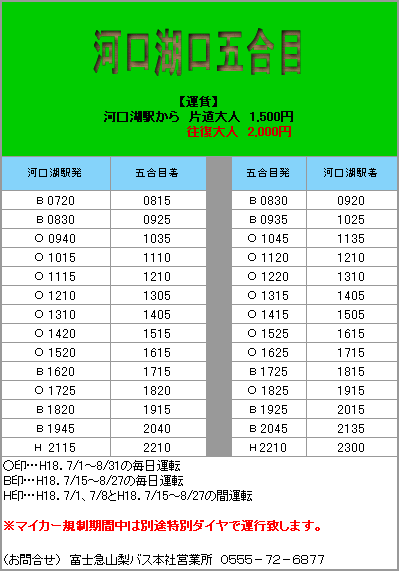 河口湖口五合目
【運賃】
河口湖駅から 片道大人 1,500円
往復大人 2,000円
河口湖駅発 五合目着 五合目発 河口湖駅着
B 0720 0815 B 0830 0920
B 0830 0925 B 0935 1025
○ 0940 1035 ○ 1045 1135
○ 1015 1110 ○ 1120 1210
○ 1115 1210 ○ 1220 1310
○ 1210 1305 ○ 1315 1405
○ 1310 1405 ○ 1415 1505
○ 1420 1515 ○ 1525 1615
○ 1520 1615 ○ 1625 1715
B 1620 1715 B 1725 1815
○ 1725 1820 ○ 1825 1915
B 1820 1915 B 1925 2015
B 1945 2040 B 2045 2135
H 2115 2210 H 2210 2300
○印…H18. 7/1～8/31の毎日運転
B印…H18. 7/15～8/27の毎日運転
H印…H18. 7/1、7/8とH18. 7/15～8/27の間運転
※マイカー規制期間中は別途特別ダイヤで運行致します。
(お問合せ) 富士急山梨バス本社営業所 0555-72-6877